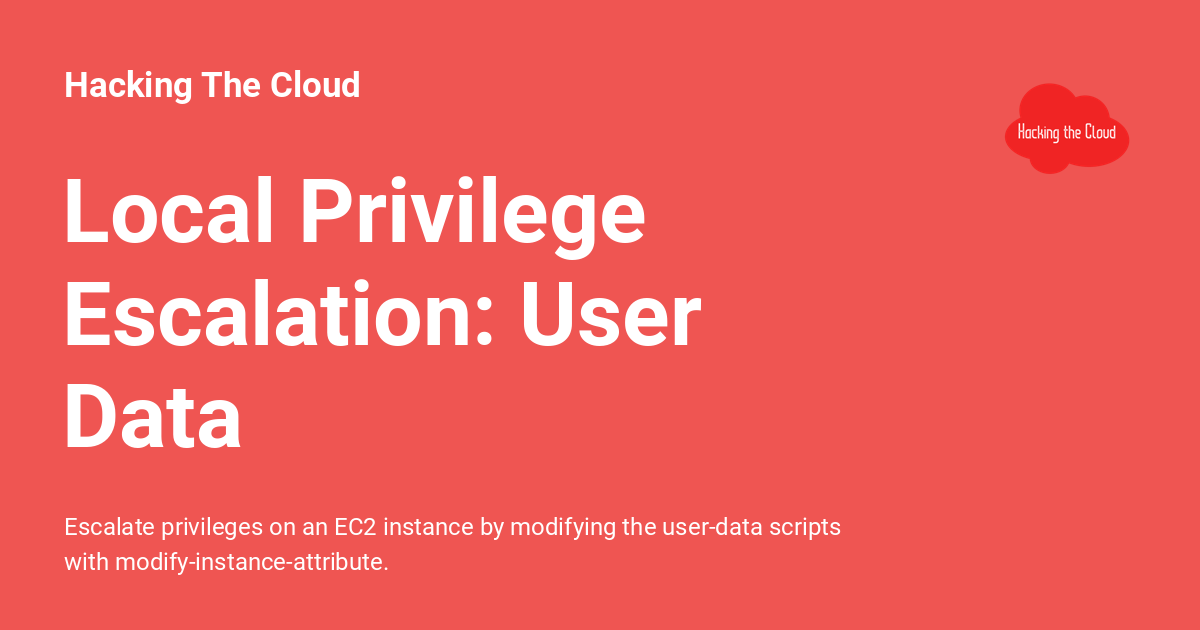 Hacking The Cloud
Hacking the Cloud
Local Privilege
Escalation: User
Data
Escalate privileges on an EC2 instance by modifying the user-data scripts
with modify-instance-attribute.